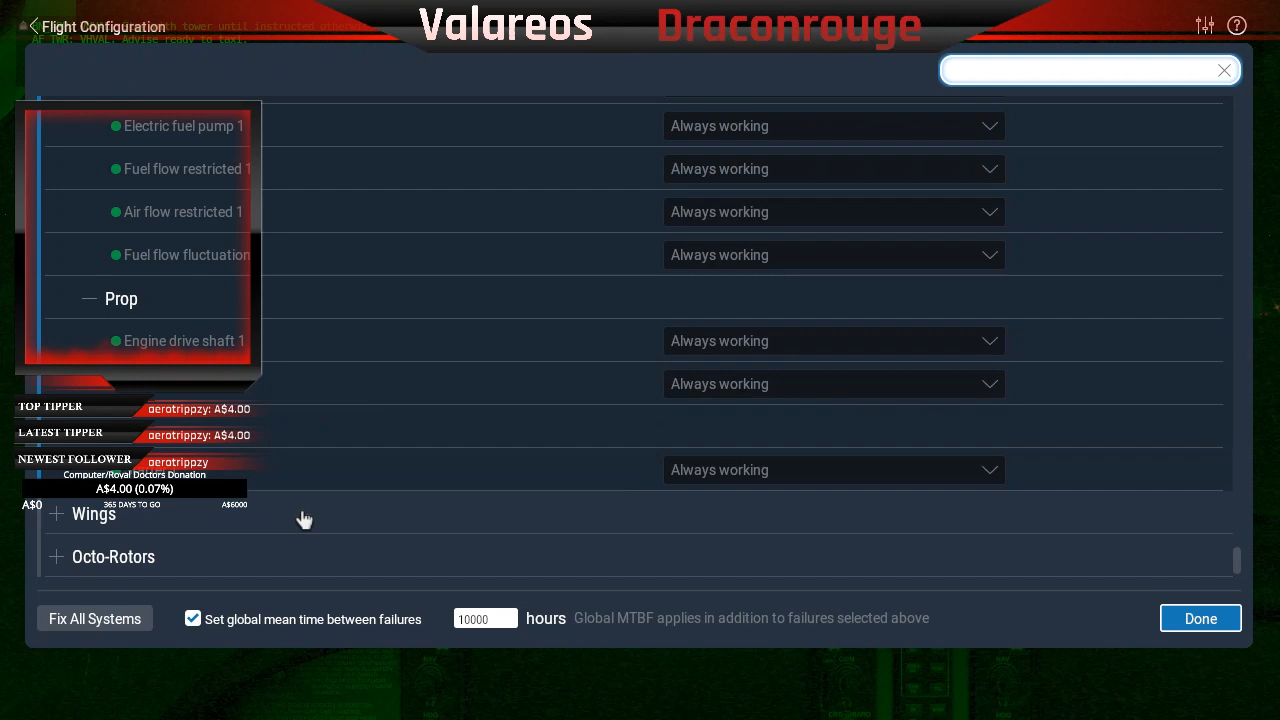 Flight Configuration
Valareos Draconrouge
with tower until instructed
AF TWR: VHVAL, Advise ready to taxi.
Electric fuel pump 1 Always working
Fuel flow restricted 1 Always working
Air flow restricted 1 Always working
Fuel flow fluctuation Always working
Prop
Engine drive shaft 1 Always working
Always working
TOP TIPPER aerotrippzy: A$4.00
LATEST TIPPER aerotrippzy: A$4.00
NEWEST FOLLOWER aerotrippzy
Always working
Computer/Royal Doctors Donation
A$4.00 (0.07%)
A$0 365 DAYS TO GO A$6000
Wings
Octo-Rotors
Fix All Systems Set global mean time between failures 10000 hours Global MTBF applies in addition to failures selected above Done